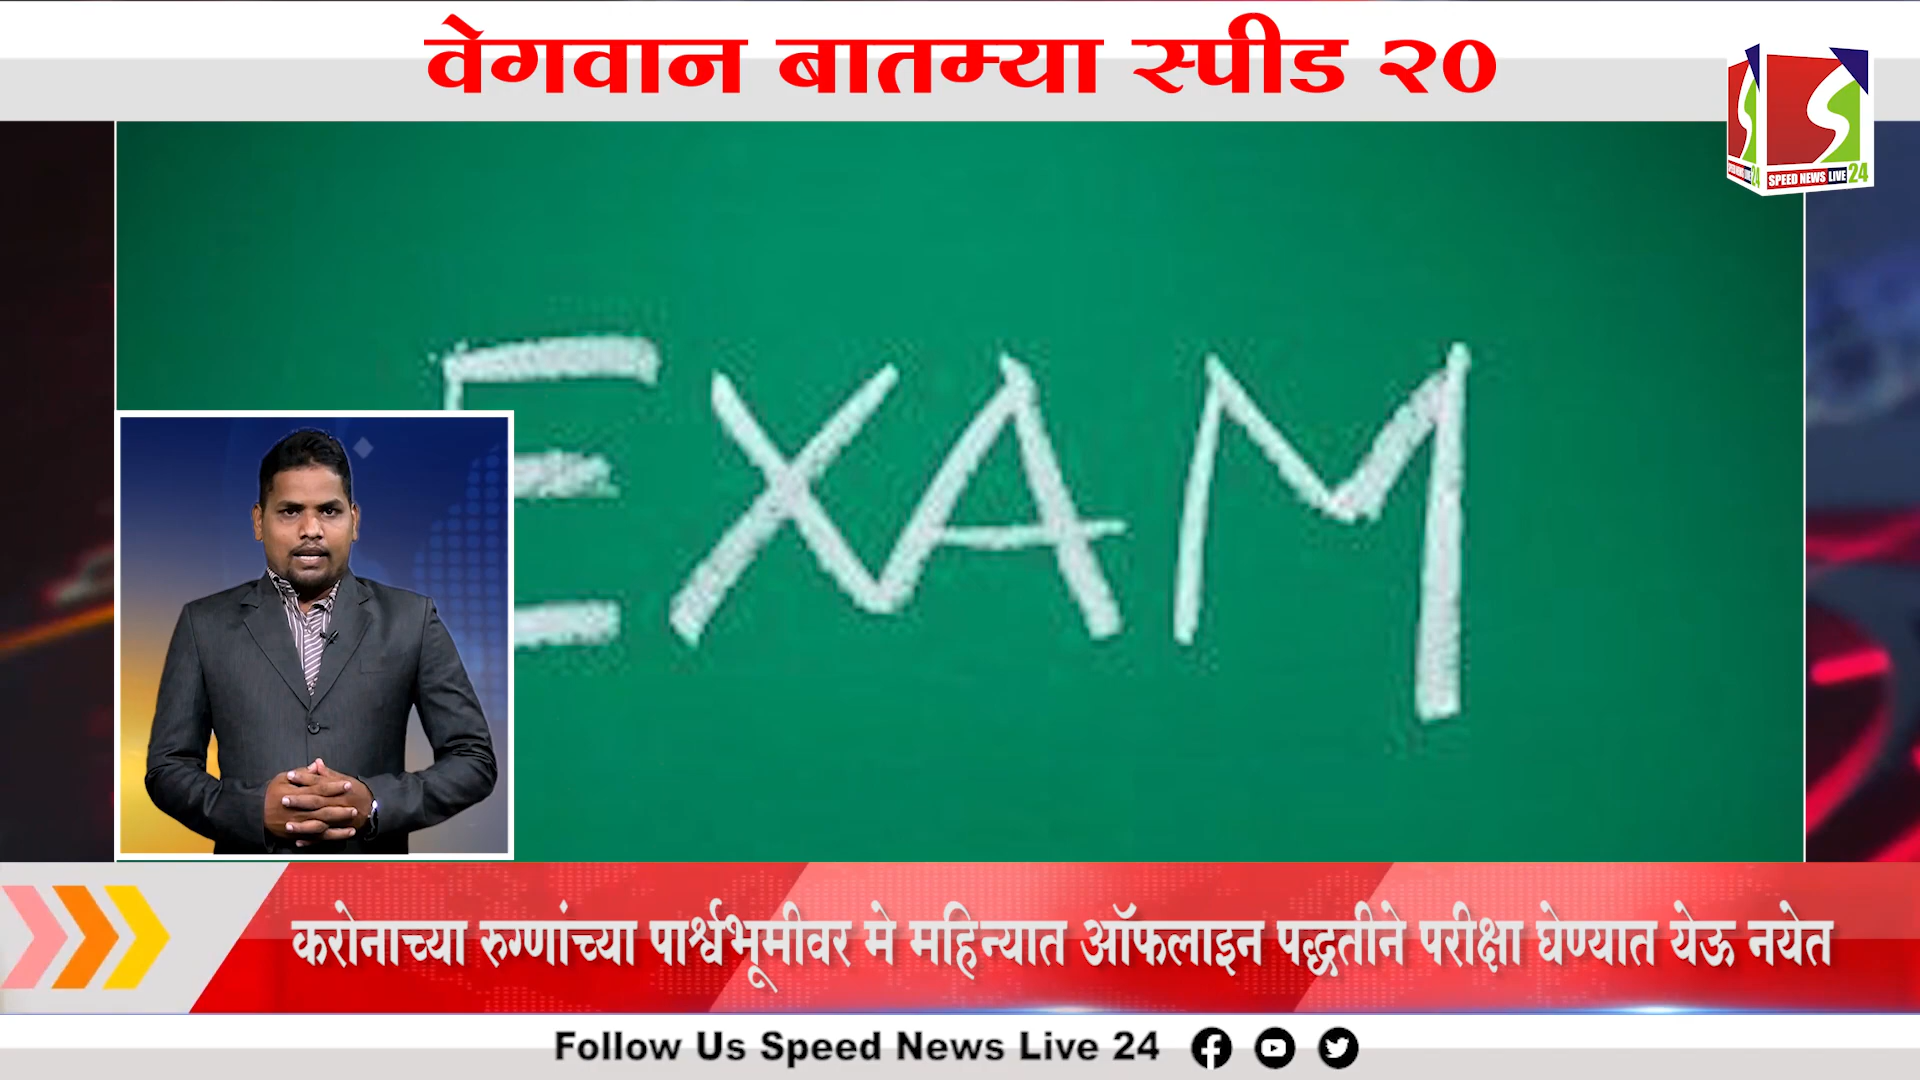 वेगवान बातम्या स्पीड २०
SPEED NEWS LIVE 24
EXAM
करोनाच्या रुग्णांच्या पार्श्वभूमीवर मे महिन्यात ऑफलाइन पद्धतीने परीक्षा घेण्यात येऊ नयेत
Follow Us Speed News Live 24